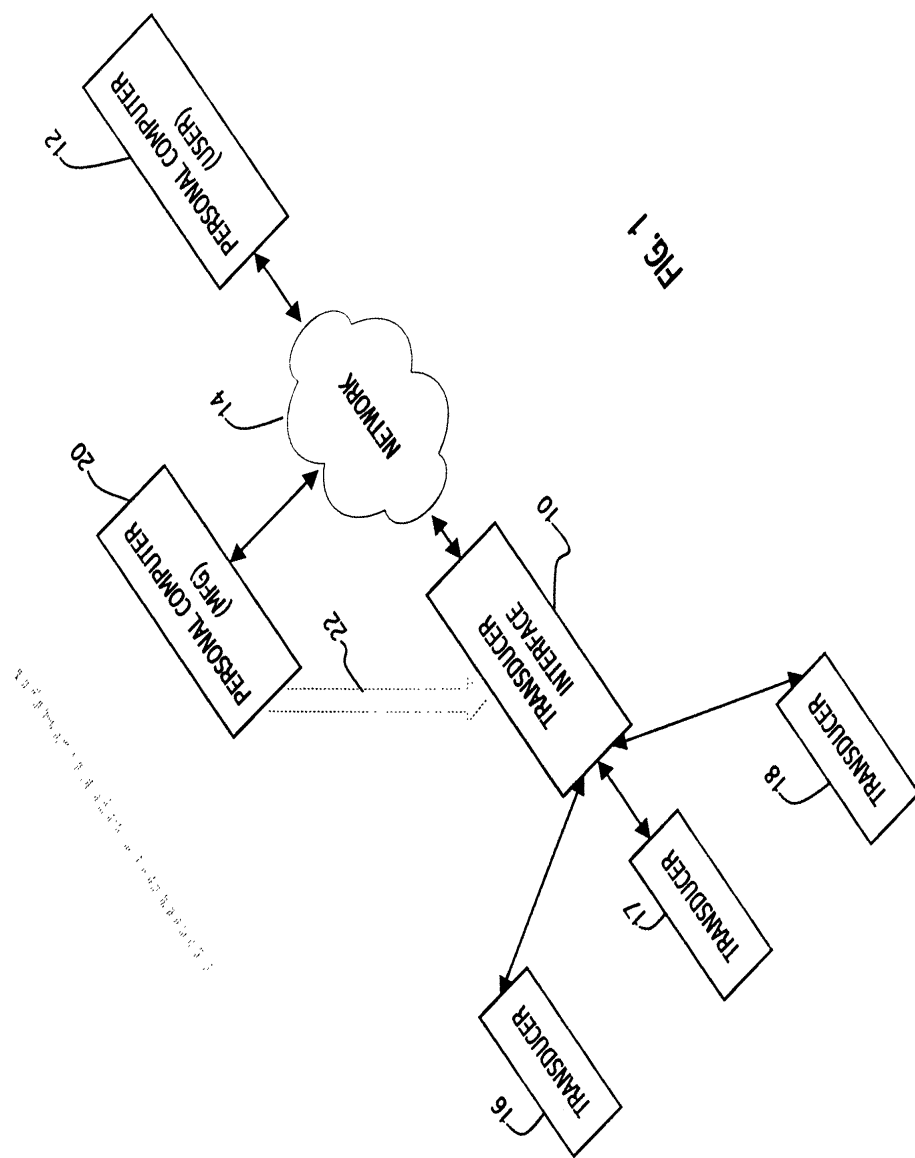 FIG. 1
PERSONAL COMPUTER
(USER)
12
NETWORK
14
PERSONAL COMPUTER
(MFG)
20
22
TRANSDUCER
INTERFACE
10
TRANSDUCER
18
TRANSDUCER
17
TRANSDUCER
16